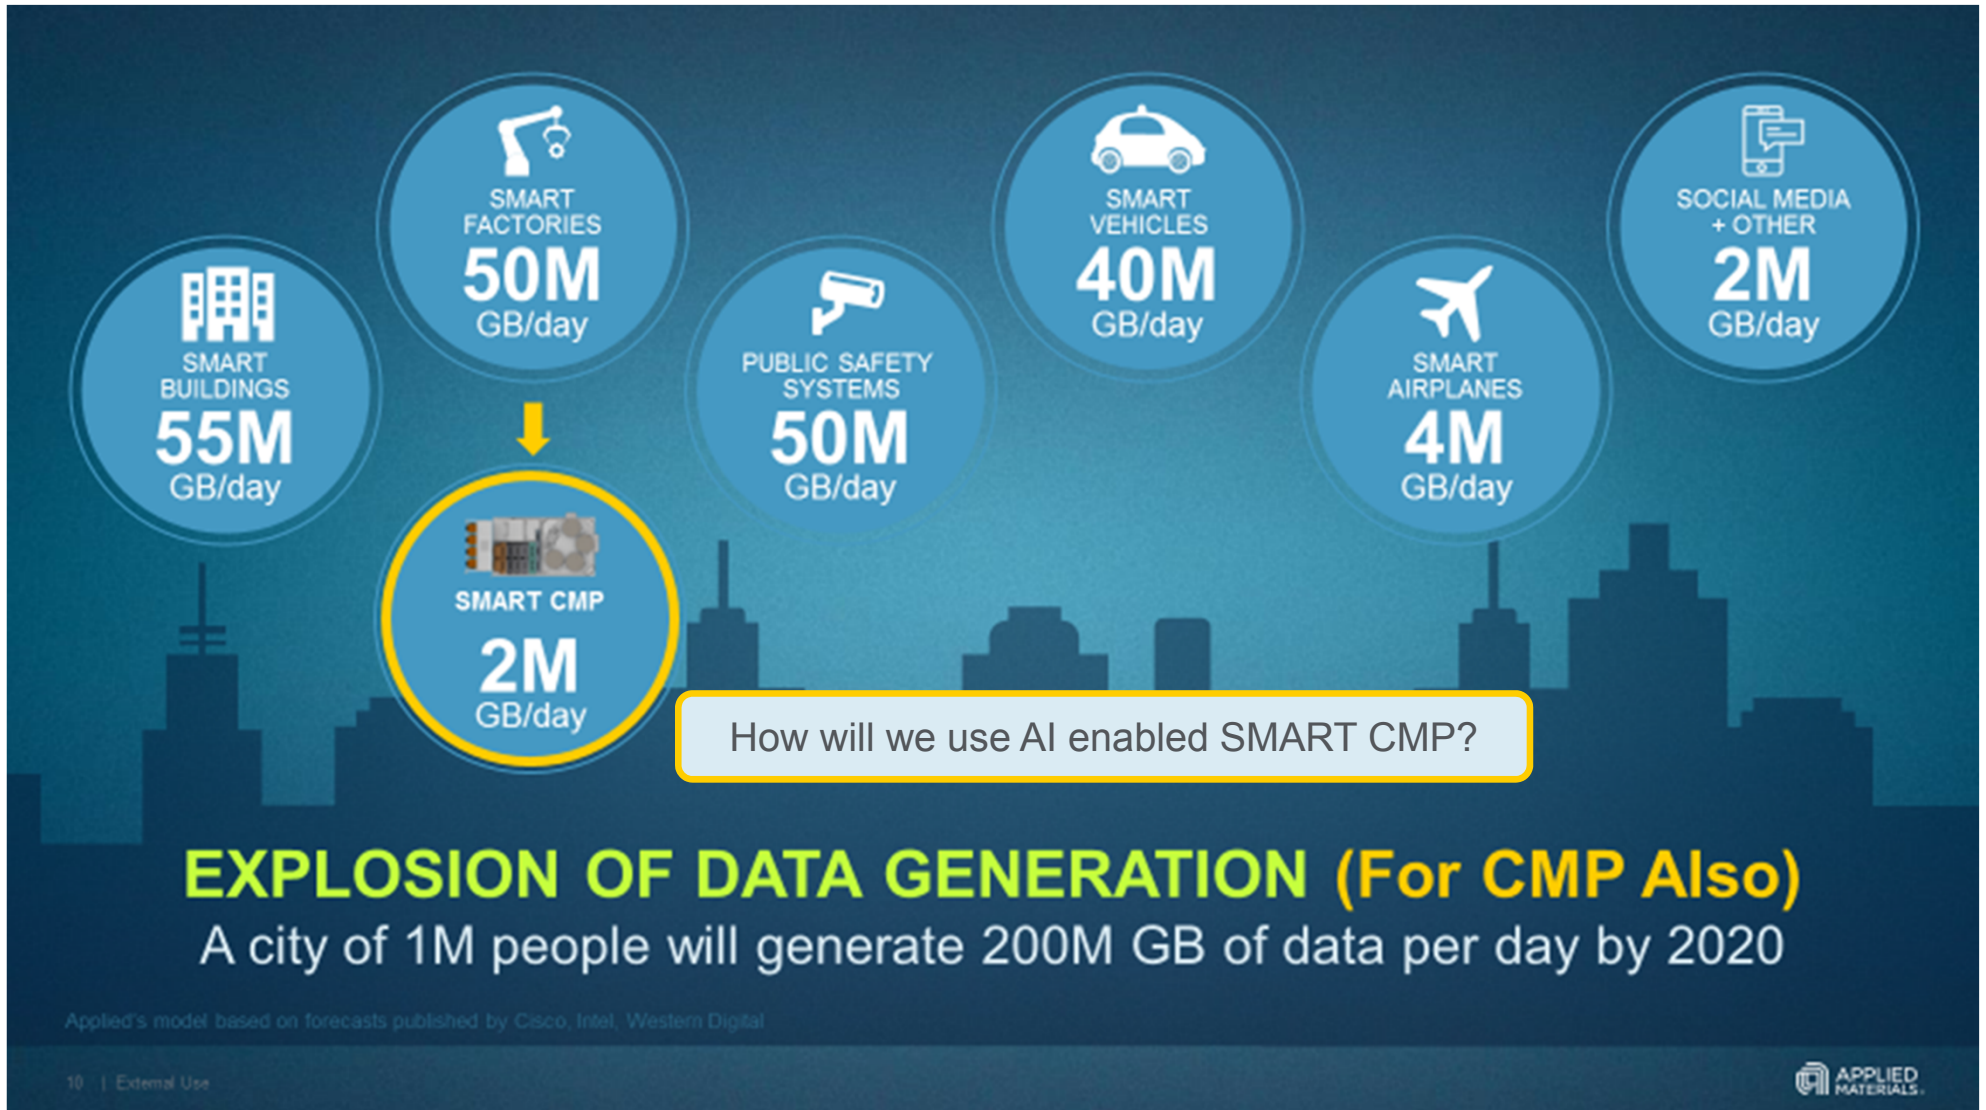 SMART
BUILDINGS
55M
GB/day
SMART
FACTORIES
50M
GB/day
SMART CMP
2M
GB/day
PUBLIC SAFETY
SYSTEMS
50M
GB/day
SMART
VEHICLES
40M
GB/day
SMART
AIRPLANES
4M
GB/day
SOCIAL MEDIA
+ OTHER
2M
GB/day
How will we use AI enabled SMART CMP?
EXPLOSION OF DATA GENERATION (For CMP Also)
A city of 1M people will generate 200M GB of data per day by 2020
Applied's model based on forecasts published by Cisco, Intel, Western Digital
10 | External Use
APPLIED
MATERIALS.